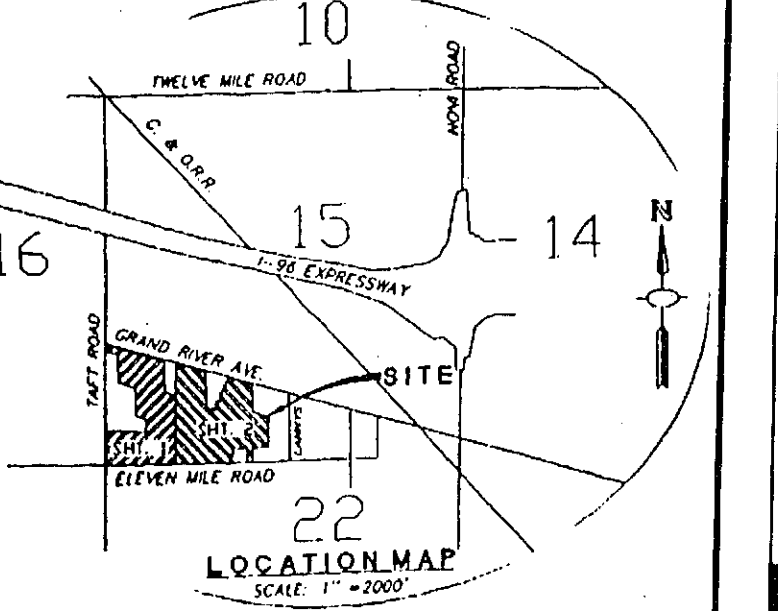 10
TWELVE MILE ROAD
NOVI ROAD
C. & O.R.R.
15
14
N
16
I-96 EXPRESSWAY
TAFT ROAD
GRAND RIVER AVE.
SITE
SHT. 1
SHT. 2
ELEVEN MILE ROAD
22
LOCATION MAP
SCALE: 1" = 2000'